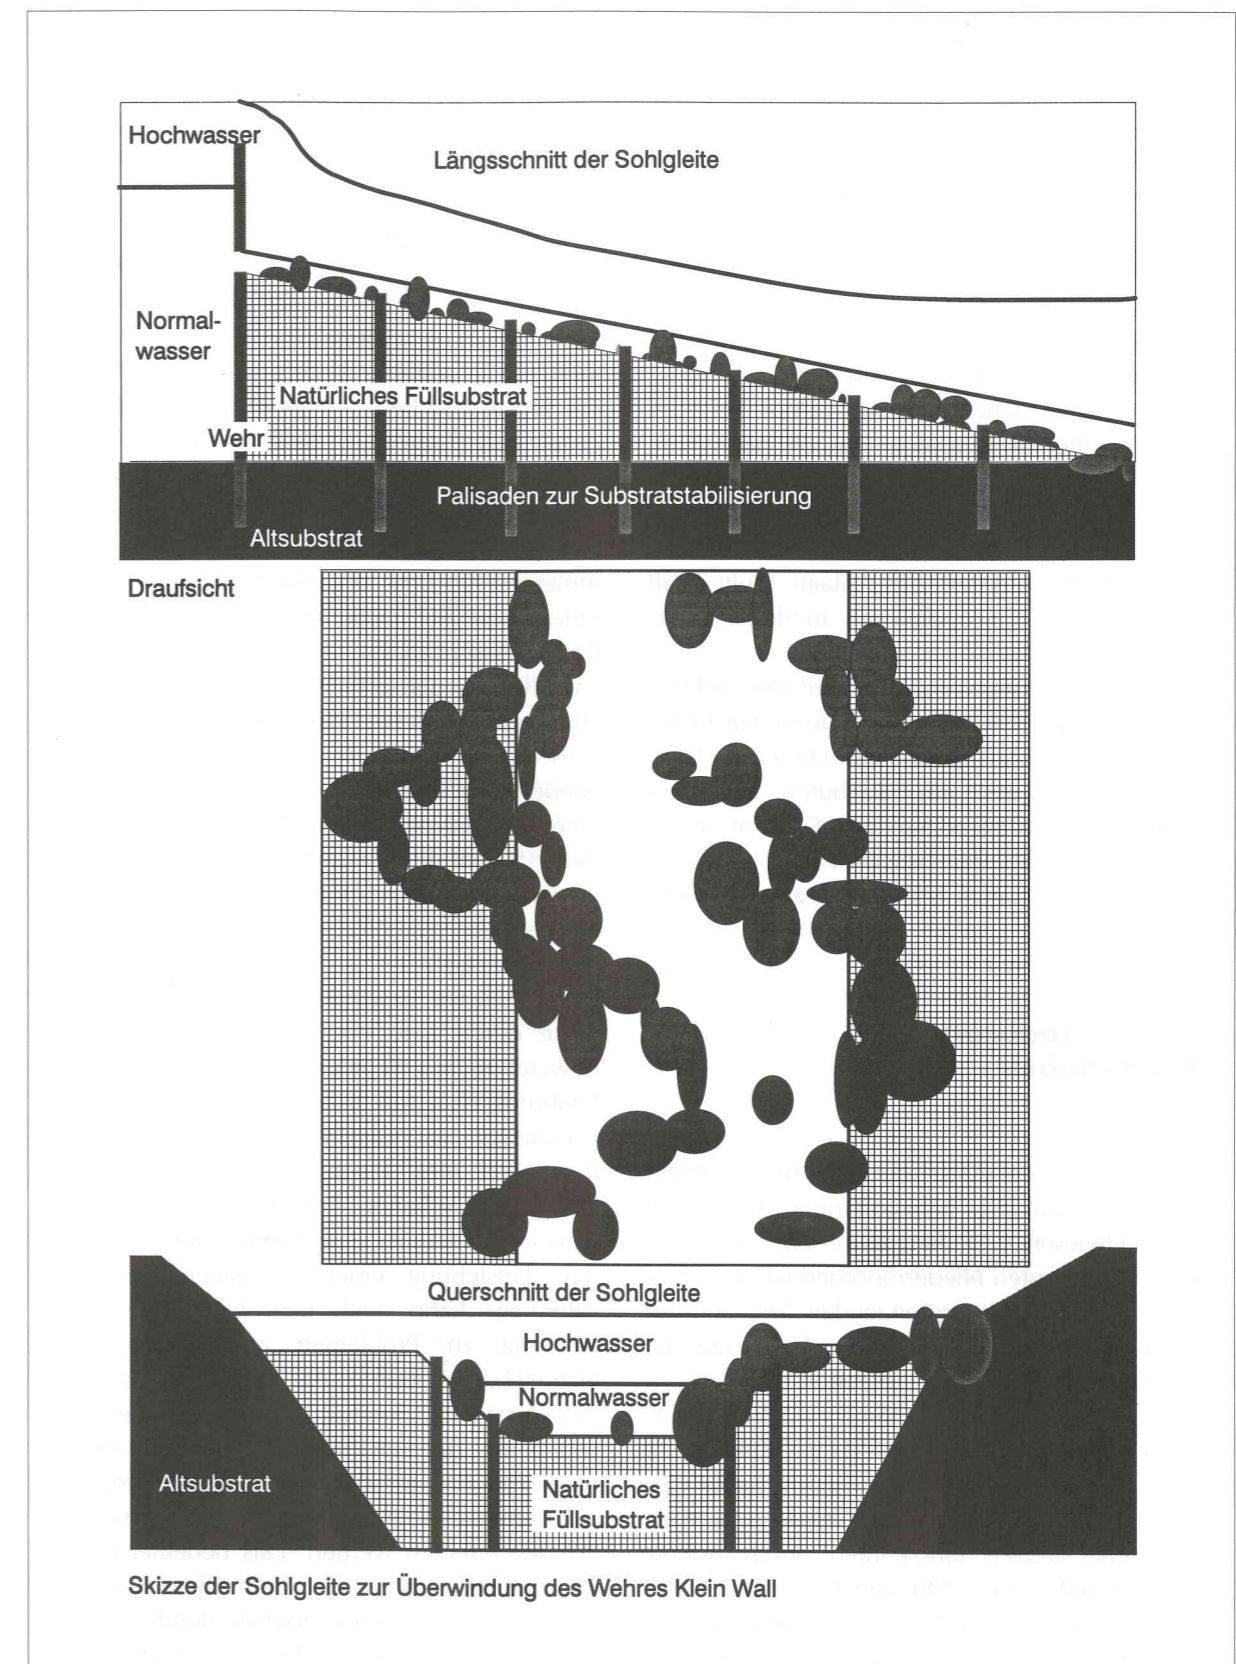 Hochwasser
Längsschnitt der Sohlgleite
Normal-
wasser
Natürliches Füllsubstrat
Wehr
Palisaden zur Substratstabilisierung
Altsubstrat
Draufsicht
Querschnitt der Sohlgleite
Hochwasser
Normalwasser
Altsubstrat
Natürliches
Füllsubstrat
Skizze der Sohlgleite zur Überwindung des Wehres Klein Wall